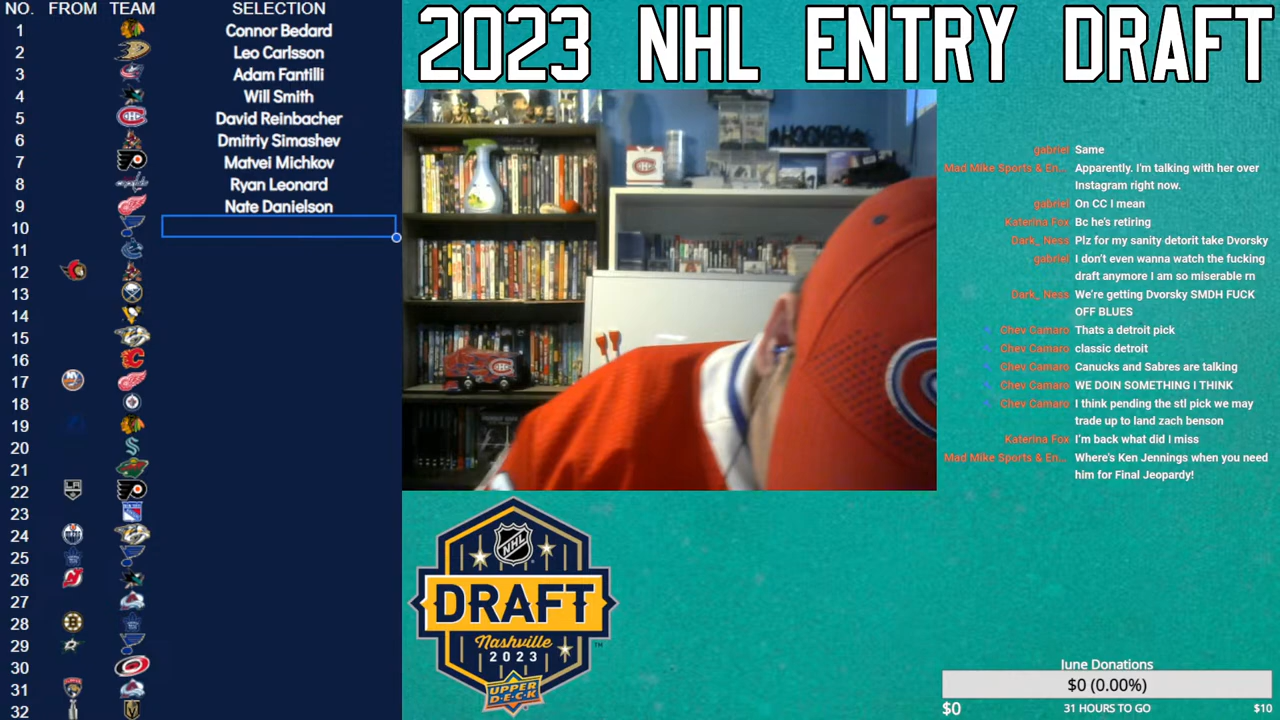 NO. FROM TEAM SELECTION
2023 NHL ENTRY DRAFT
1 Connor Bedard
2 Leo Carlsson
3 Adam Fantilli
4 Will Smith
5 David Reinbacher
6 Dmitriy Simashev
7 Matvei Michkov
8 Ryan Leonard
9 Nate Danielson
10
11
12
13
14
15
16
17
18
19
20
21
22
23
24
25
26
27
28
29
30
31
32
HOCKEY
gabriel Same
Mad Mike Sports & En... Apparently. I'm talking with her over
Instagram right now.
gabriel On CC I mean
Katerina Fox Bc he's retiring
Dark_ Ness Plz for my sanity detorit take Dvorsky
gabriel I don't even wanna watch the fucking
draft anymore I am so miserable rn
Dark_ Ness We're getting Dvorsky SMDH FUCK
OFF BLUES
Chev Camaro Thats a detroit pick
Chev Camaro classic detroit
Chev Camaro Canucks and Sabres are talking
Chev Camaro WE DOIN SOMETHING I THINK
Chev Camaro I think pending the stl pick we may
trade up to land zach benson
Katerina Fox I'm back what did I miss
Mad Mike Sports & En... Where's Ken Jennings when you need
him for Final Jeopardy!
NHL
DRAFT
Nashville
2023
UPPER
DECK
TM
June Donations
$0 (0.00%)
$0 31 HOURS TO GO $10